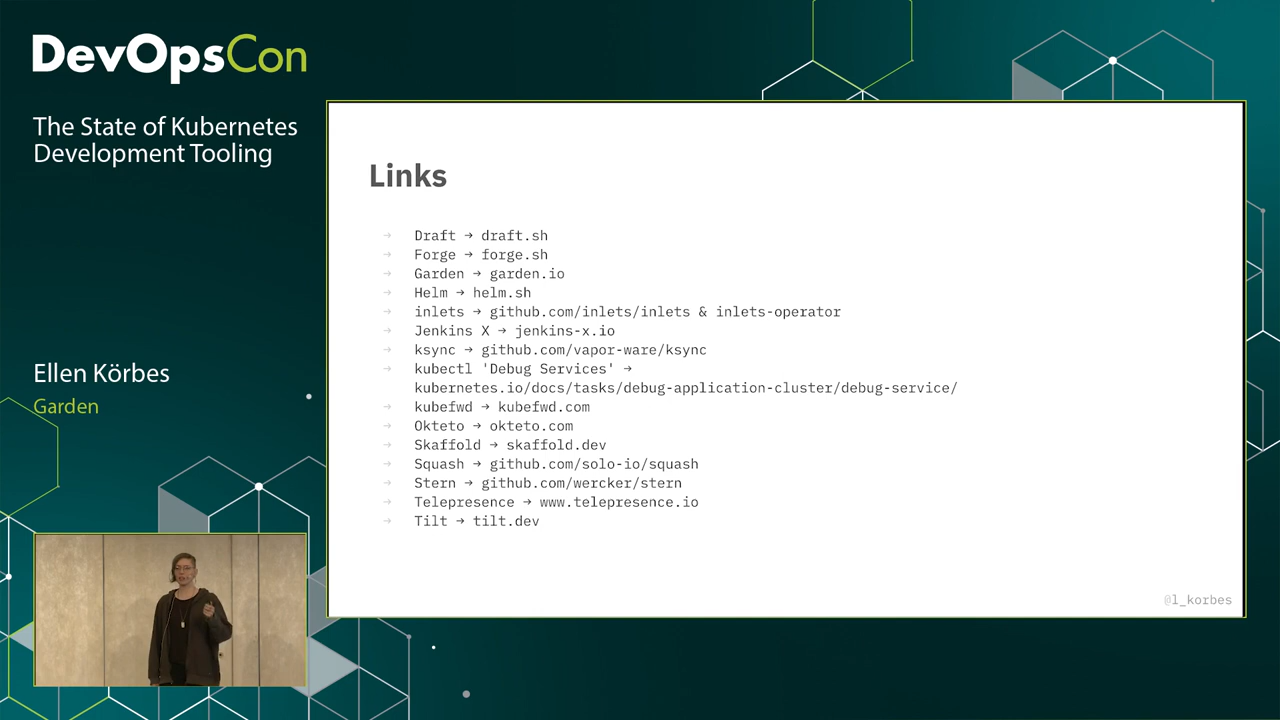 DevOpsCon
The State of Kubernetes
Development Tooling
Ellen Körbes
Garden
Links
→ Draft → draft.sh
→ Forge → forge.sh
→ Garden → garden.io
→ Helm → helm.sh
→ inlets → github.com/inlets/inlets & inlets-operator
→ Jenkins X → jenkins-x.io
→ ksync → github.com/vapor-ware/ksync
→ kubectl 'Debug Services' →
kubernetes.io/docs/tasks/debug-application-cluster/debug-service/
→ kubefwd → kubefwd.com
→ Okteto → okteto.com
→ Skaffold → skaffold.dev
→ Squash → github.com/solo-io/squash
→ Stern → github.com/wercker/stern
→ Telepresence → www.telepresence.io
→ Tilt → tilt.dev
@l_korbes